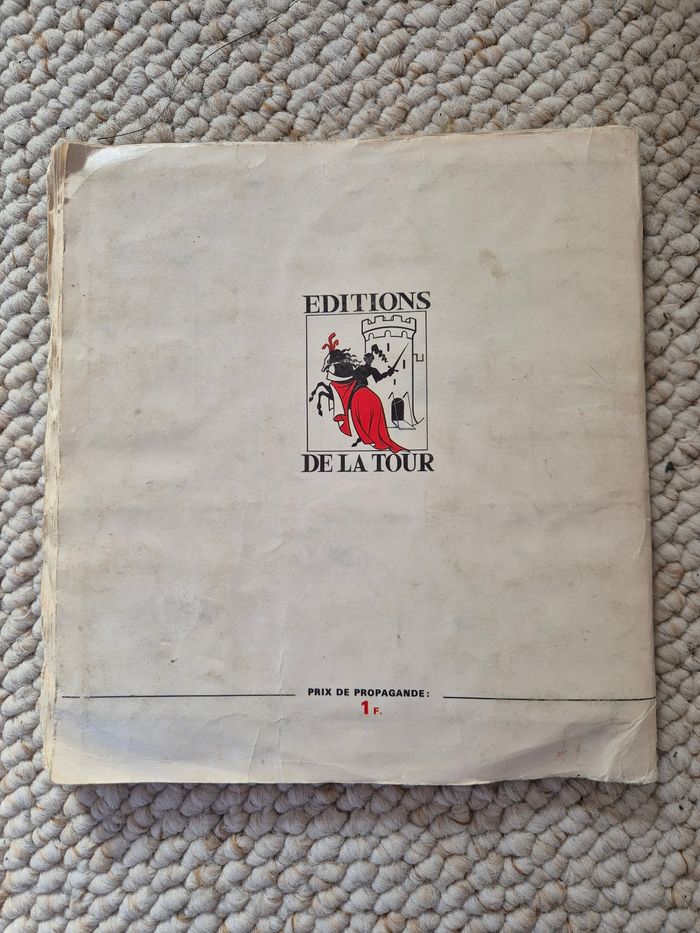 EDITIONS
DE LA TOUR
PRIX DE PROPAGANDE:
1 F.